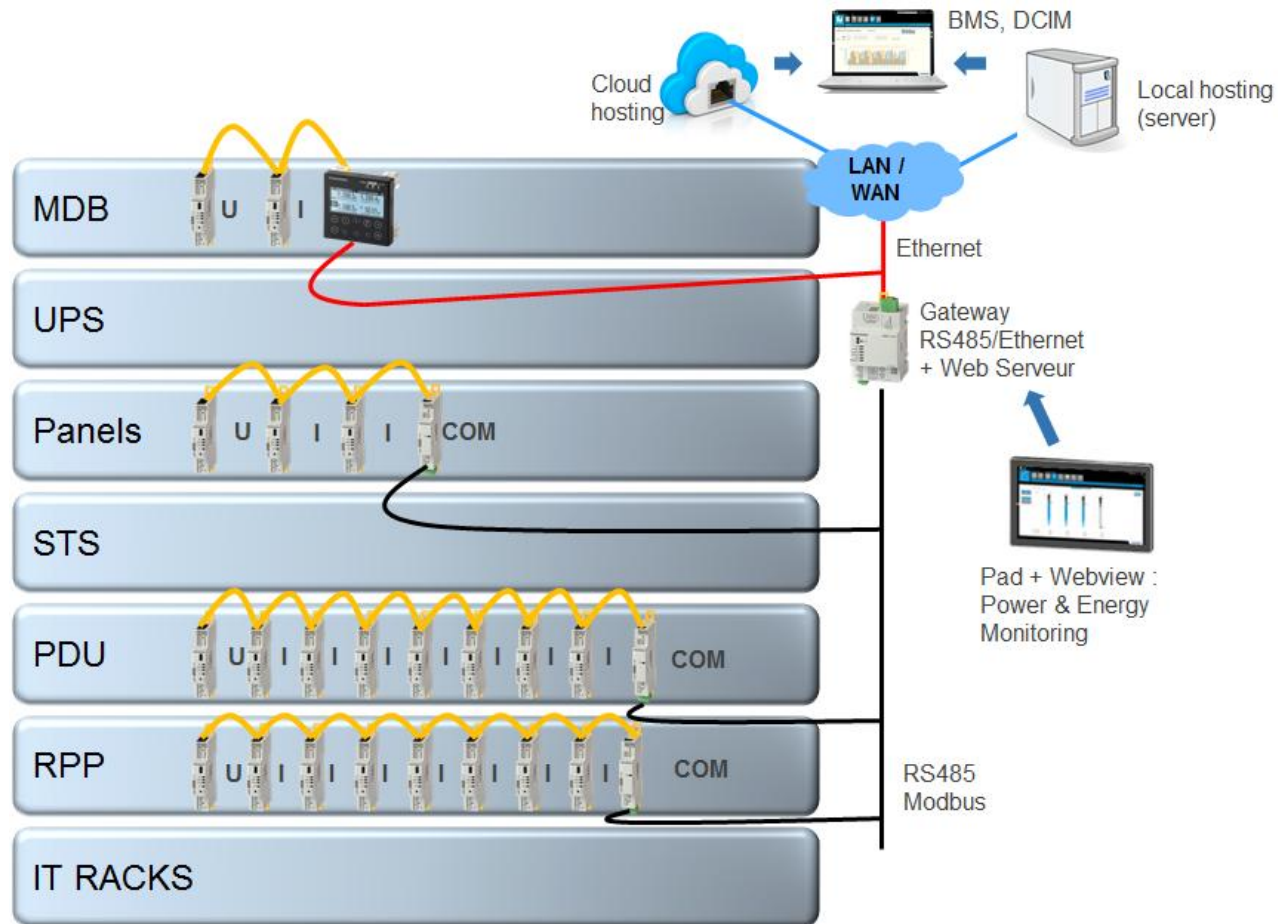 BMS, DCIM
Cloud
hosting
Local hosting
(server)
LAN /
WAN
MDB
U I
Ethernet
UPS
Gateway
RS485/Ethernet
+ Web Serveur
Panels
U I I COM
STS
Pad + Webview :
Power & Energy
Monitoring
PDU
U I I I I I I I COM
RPP
U I I I I I I I COM
RS485
Modbus
IT RACKS